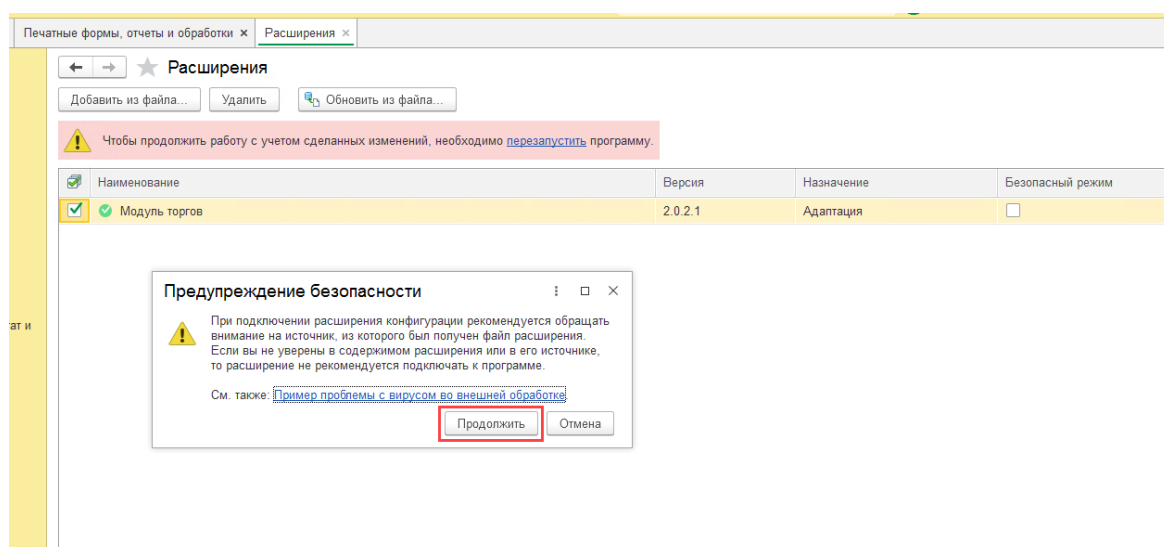 Печатные формы, отчеты и обработки × Расширения ×
Расширения
Добавить из файла... Удалить Обновить из файла...
Чтобы продолжить работу с учетом сделанных изменений, необходимо перезапустить программу.
Наименование Версия Назначение Безопасный режим
Модуль торгов 2.0.2.1 Адаптация
Предупреждение безопасности
При подключении расширения конфигурации рекомендуется обращать
внимание на источник, из которого был получен файл расширения.
ат и
Если вы не уверены в содержимом расширения или в его источнике,
то расширение не рекомендуется подключать к программе.
См. также: Пример проблемы с вирусом во внешней обработке.
Продолжить Отмена